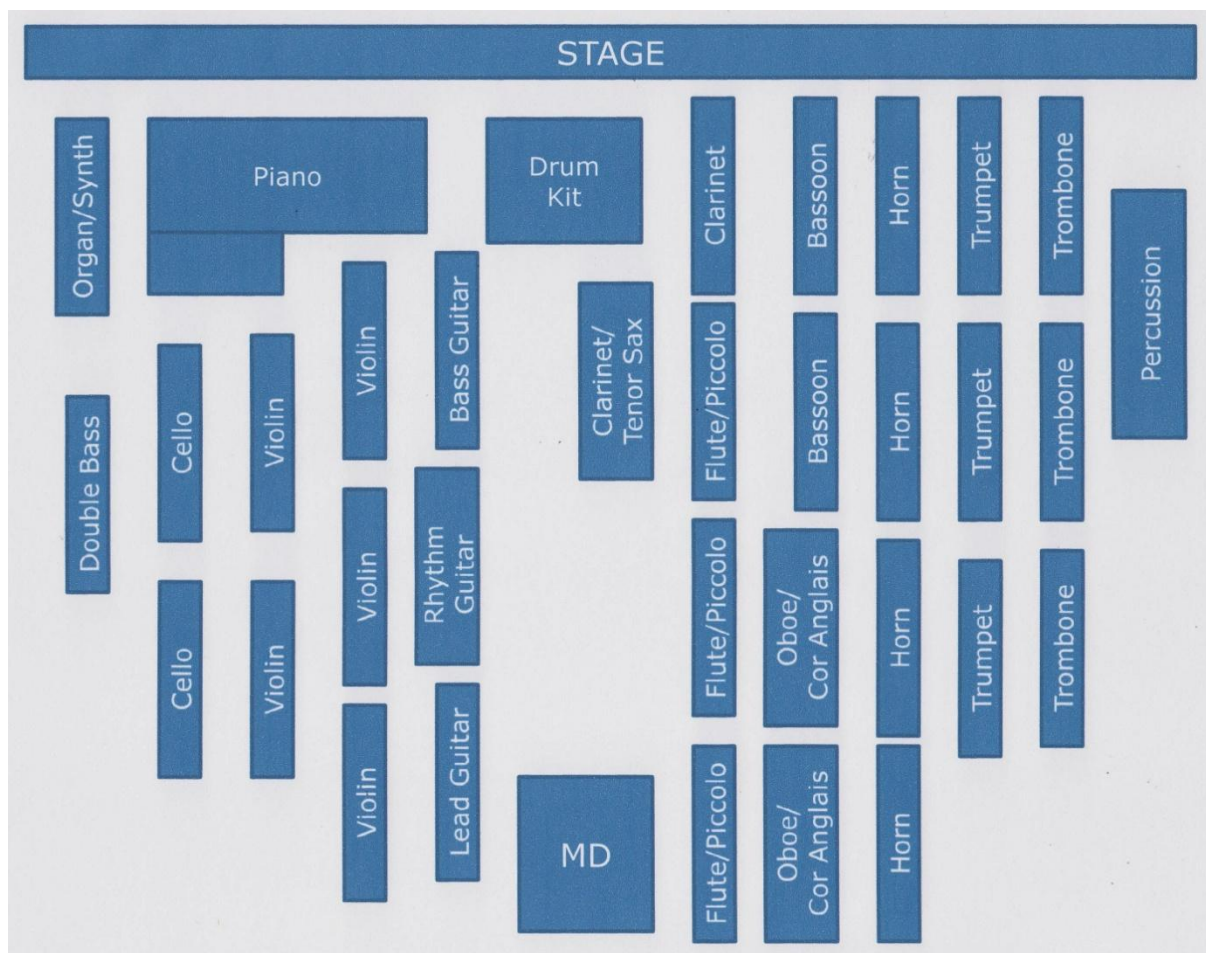 STAGE
Organ/Synth
Piano
Drum
Kit
Clarinet
Bassoon
Horn
Trumpet
Trombone
Percussion
Double Bass
Cello
Violin
Violin
Bass Guitar
Clarinet/
Tenor Sax
Flute/Piccolo
Bassoon
Horn
Trumpet
Trombone
Cello
Violin
Violin
Rhythm
Guitar
Flute/Piccolo
Oboe/
Cor Anglais
Horn
Trumpet
Trombone
Violin
Lead Guitar
MD
Flute/Piccolo
Oboe/
Cor Anglais
Horn